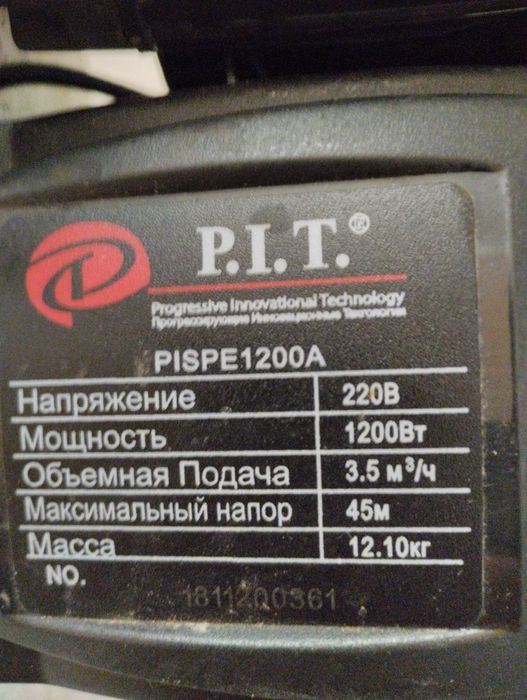 P.I.T.®
Progressive Innovational Technology
Прогрессирующие Инновационные Технологии
PISPE1200A
Напряжение 220В
Мощность 1200Вт
Объемная Подача 3.5 м³/ч
Максимальный напор 45м
Масса 12.10кг
NO. 1811200361